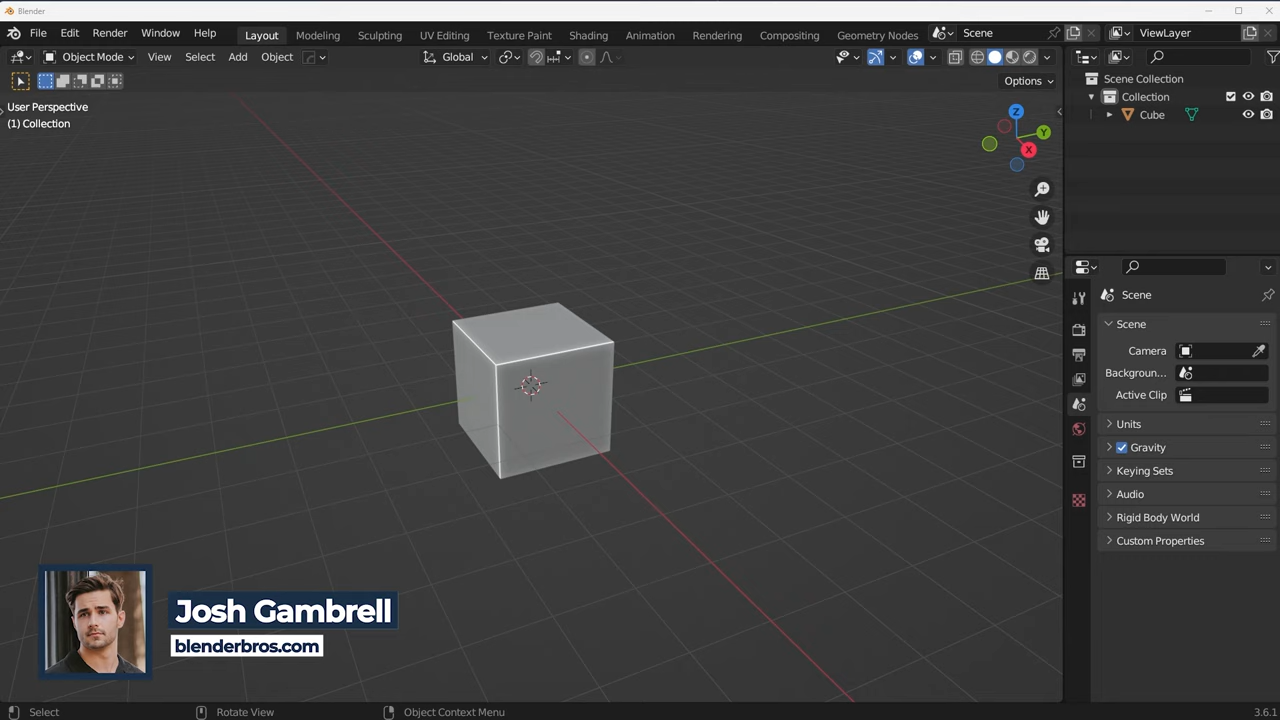 Blender
File Edit Render Window Help Layout Modeling Sculpting UV Editing Texture Paint Shading Animation Rendering Compositing Geometry Nodes Scene ViewLayer
Object Mode View Select Add Object Global
Options
User Perspective
(1) Collection
Z
Y
X
Scene Collection
Collection
Cube
Scene
Scene
Camera
Backgroun...
Active Clip
Units
Gravity
Keying Sets
Audio
Rigid Body World
Custom Properties
Josh Gambrell
blenderbros.com
Select Rotate View Object Context Menu 3.6.1